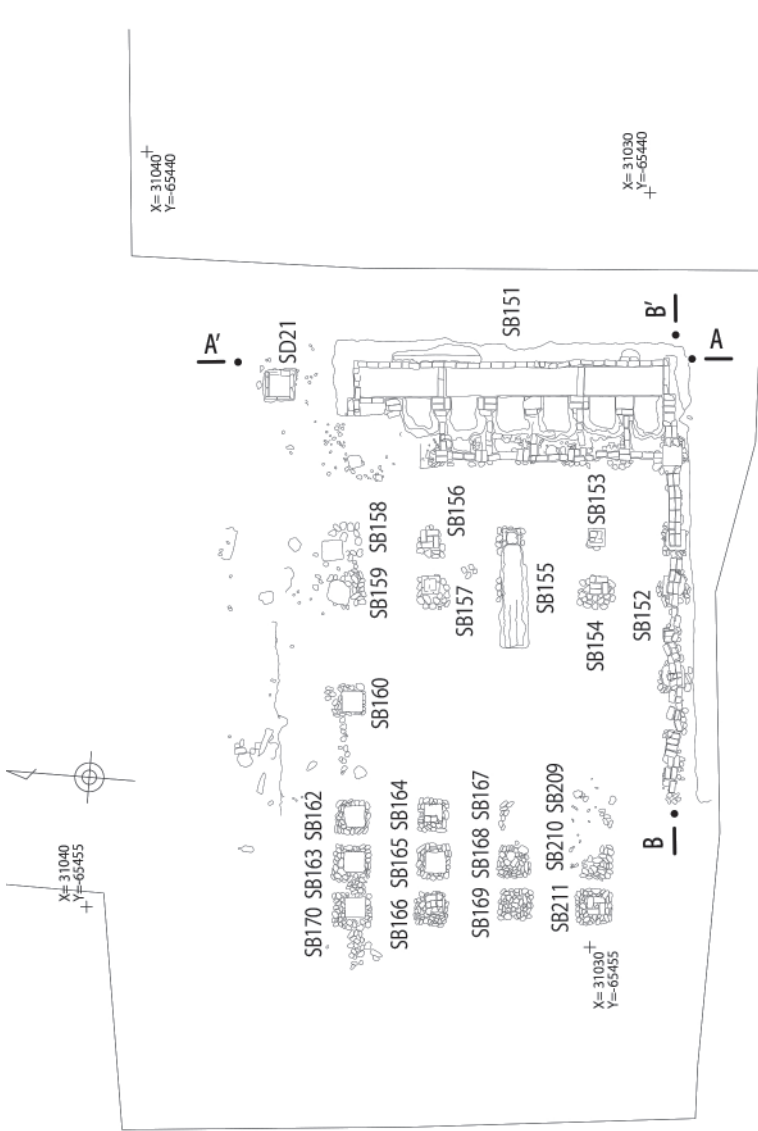 X= 31040
Y=-65440
X= 31030
Y=-65440
A'
SD21
SB151
B'
A
SB158
SB159
SB156
SB157
SB155
SB153
SB154
SB152
SB160
SB162
SB163
SB170
SB164
SB165
SB166
SB167
SB168
SB169
SB209
SB210
SB211
B
X= 31040
Y=-65455
X= 31030
Y=-65455